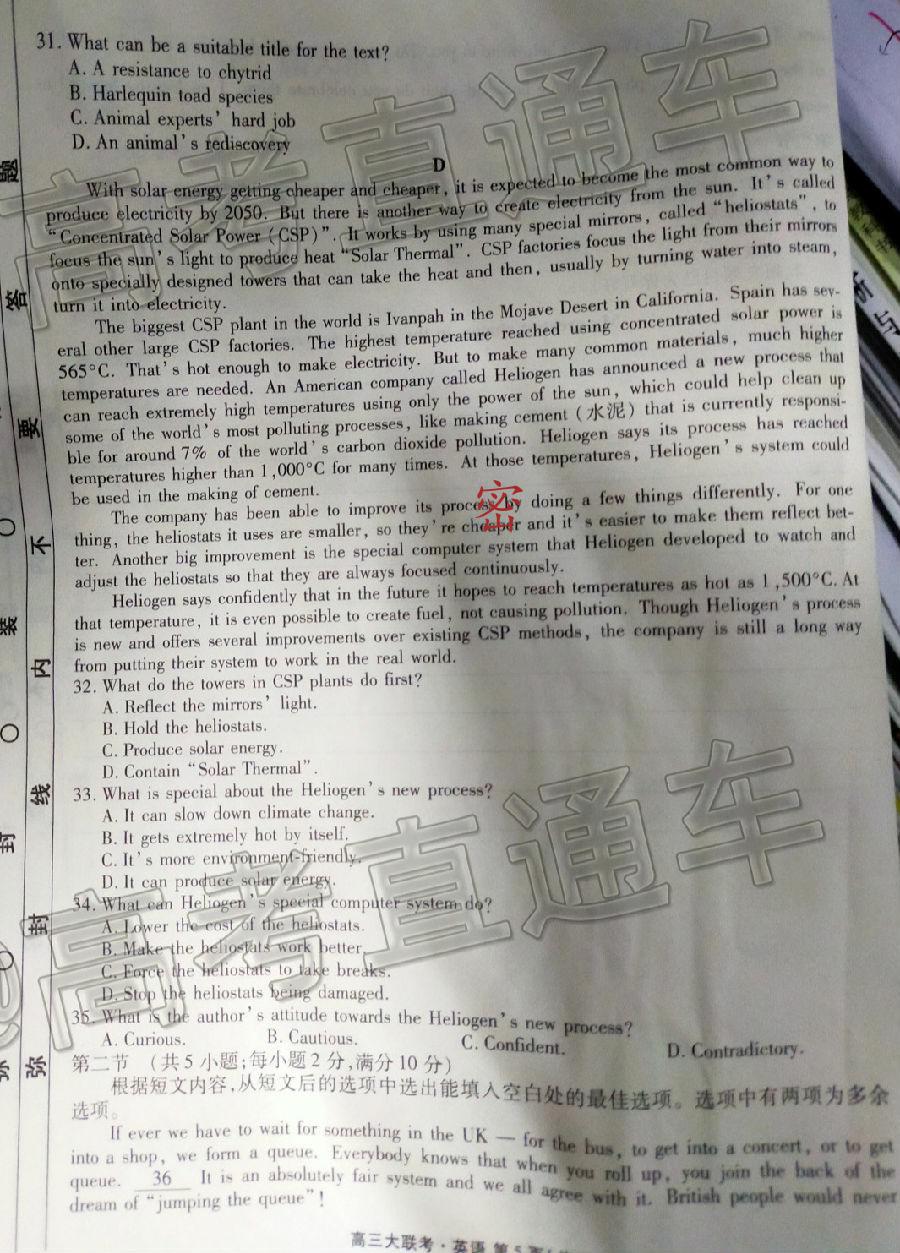 31. What can be a suitable title for the text?
A. A resistance to chytrid
B. Harlequin toad species
C. Animal experts' hard job
D. An animal's rediscovery
D
With solar energy getting cheaper and cheaper, it is expected to become the most common way to
produce electricity by 2050. But there is another way to create electricity from the sun. It's called
"Concentrated Solar Power (CSP)". It works by using many special mirrors, called "heliostats", to
focus the sun's light to produce heat "Solar Thermal". CSP factories focus the light from their mirrors
onto specially designed towers that can take the heat and then, usually by turning water into steam,
turn it into electricity.
The biggest CSP plant in the world is Ivanpah in the Mojave Desert in California. Spain has sev-
eral other large CSP factories. The highest temperature reached using concentrated solar power is
565°C. That's hot enough to make electricity. But to make many common materials, much higher
temperatures are needed. An American company called Heliogen has announced a new process that
can reach extremely high temperatures using only the power of the sun, which could help clean up
some of the world's most polluting processes, like making cement (水泥) that is currently responsi-
ble for around 7% of the world's carbon dioxide pollution. Heliogen says its process has reached
temperatures higher than 1,000°C for many times. At those temperatures, Heliogen's system could
be used in the making of cement.
The company has been able to improve its process by doing a few things differently. For one
thing, the heliostats it uses are smaller, so they're cheaper and it's easier to make them reflect bet-
ter. Another big improvement is the special computer system that Heliogen developed to watch and
adjust the heliostats so that they are always focused continuously.
Heliogen says confidently that in the future it hopes to reach temperatures as hot as 1,500°C. At
that temperature, it is even possible to create fuel, not causing pollution. Though Heliogen's process
is new and offers several improvements over existing CSP methods, the company is still a long way
from putting their system to work in the real world.
32. What do the towers in CSP plants do first?
A. Reflect the mirrors' light.
B. Hold the heliostats.
C. Produce solar energy.
D. Contain "Solar Thermal".
33. What is special about the Heliogen's new process?
A. It can slow down climate change.
B. It gets extremely hot by itself.
C. It's more environment-friendly.
D. It can produce solar energy.
34. What can Heliogen's special computer system do?
A. Lower the cost of the heliostats.
B. Make the heliostats work better.
C. Force the heliostats to take breaks.
D. Stop the heliostats being damaged.
35. What is the author's attitude towards the Heliogen's new process?
A. Curious. B. Cautious. C. Confident. D. Contradictory.
第二节 (共5小题;每小题2分,满分10分)
根据短文内容,从短文后的选项中选出能填入空白处的最佳选项。选项中有两项为多余
选项。
If ever we have to wait for something in the UK — for the bus, to get into a concert, or to get
into a shop, we form a queue. Everybody knows that when you roll up, you join the back of the
queue. 36 It is an absolutely fair system and we all agree with it. British people would never
dream of "jumping the queue"!
高三大联考·英语 第5页
题
答
要
不
内
线
封
弥
装
封
弥
密
高考直通车
@高考直通车